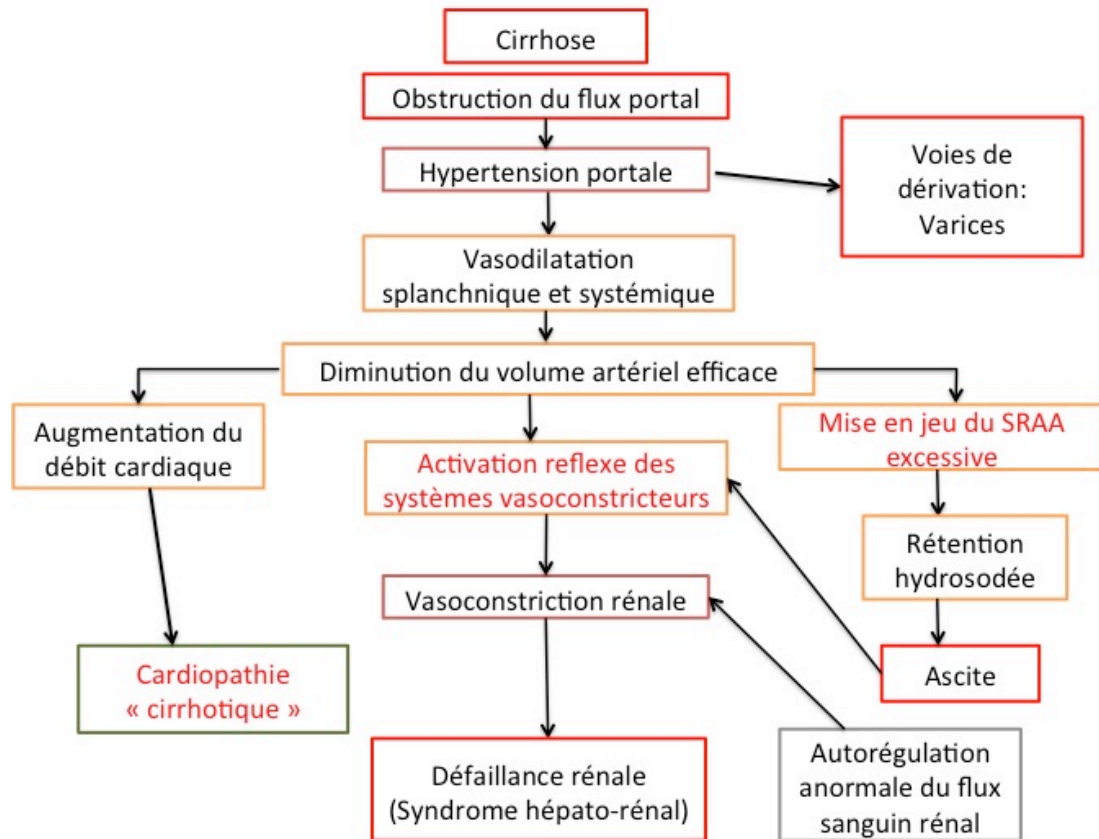 Cirrhose
Obstruction du flux portal
Hypertension portale
Voies de
dérivation:
Varices
Vasodilatation
splanchnique et systémique
Diminution du volume artériel efficace
Augmentation du
débit cardiaque
Activation reflexe des
systèmes vasoconstricteurs
Mise en jeu du SRAA
excessive
Rétention
hydrosodée
Vasoconstriction rénale
Cardiopathie
« cirrhotique »
Ascite
Défaillance rénale
(Syndrome hépato-rénal)
Autorégulation
anormale du flux
sanguin rénal